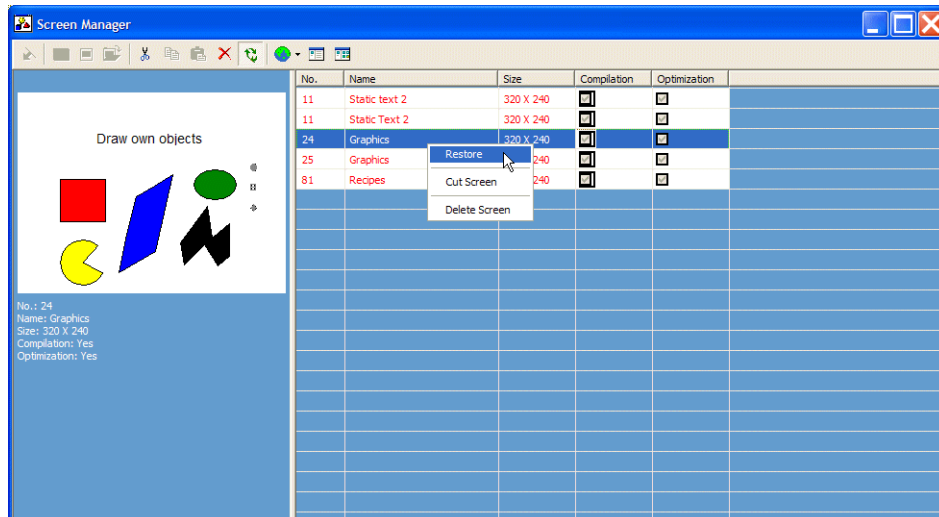 Screen Manager
No. Name Size Compilation Optimization
11 Static text 2 320 X 240
11 Static Text 2 320 X 240
24 Graphics 320 X 240
25 Graphics 240
81 Recipes 240
Restore
Cut Screen
Delete Screen
Draw own objects
No.: 24
Name: Graphics
Size: 320 X 240
Compilation: Yes
Optimization: Yes